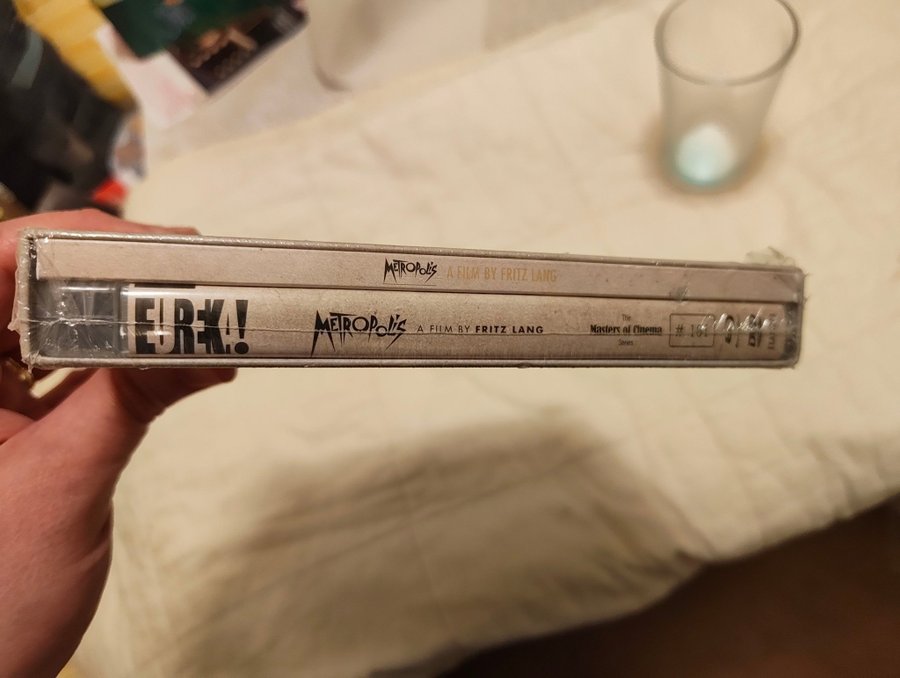 METROPOLIS A FILM BY FRITZ LANG
EUREKA!
METROPOLIS A FILM BY FRITZ LANG
The
Masters of Cinema
Series